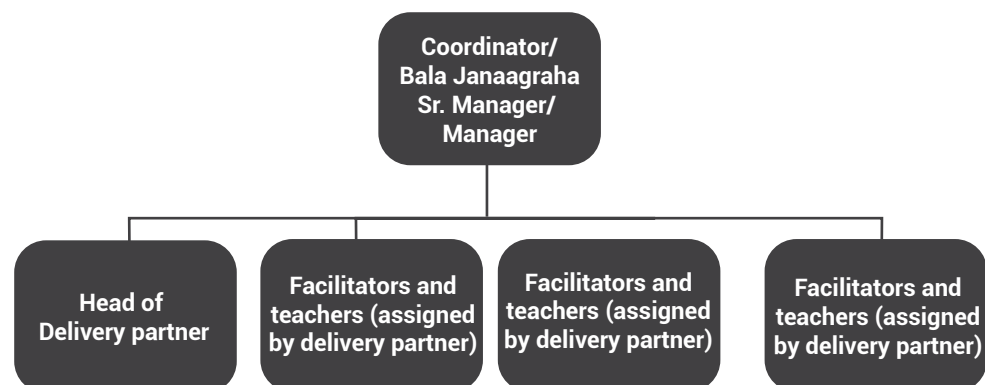 Coordinator/
Bala Janaagraha
Sr. Manager/
Manager
Head of
Delivery partner
Facilitators and
teachers (assigned
by delivery partner)
Facilitators and
teachers (assigned
by delivery partner)
Facilitators and
teachers (assigned
by delivery partner)